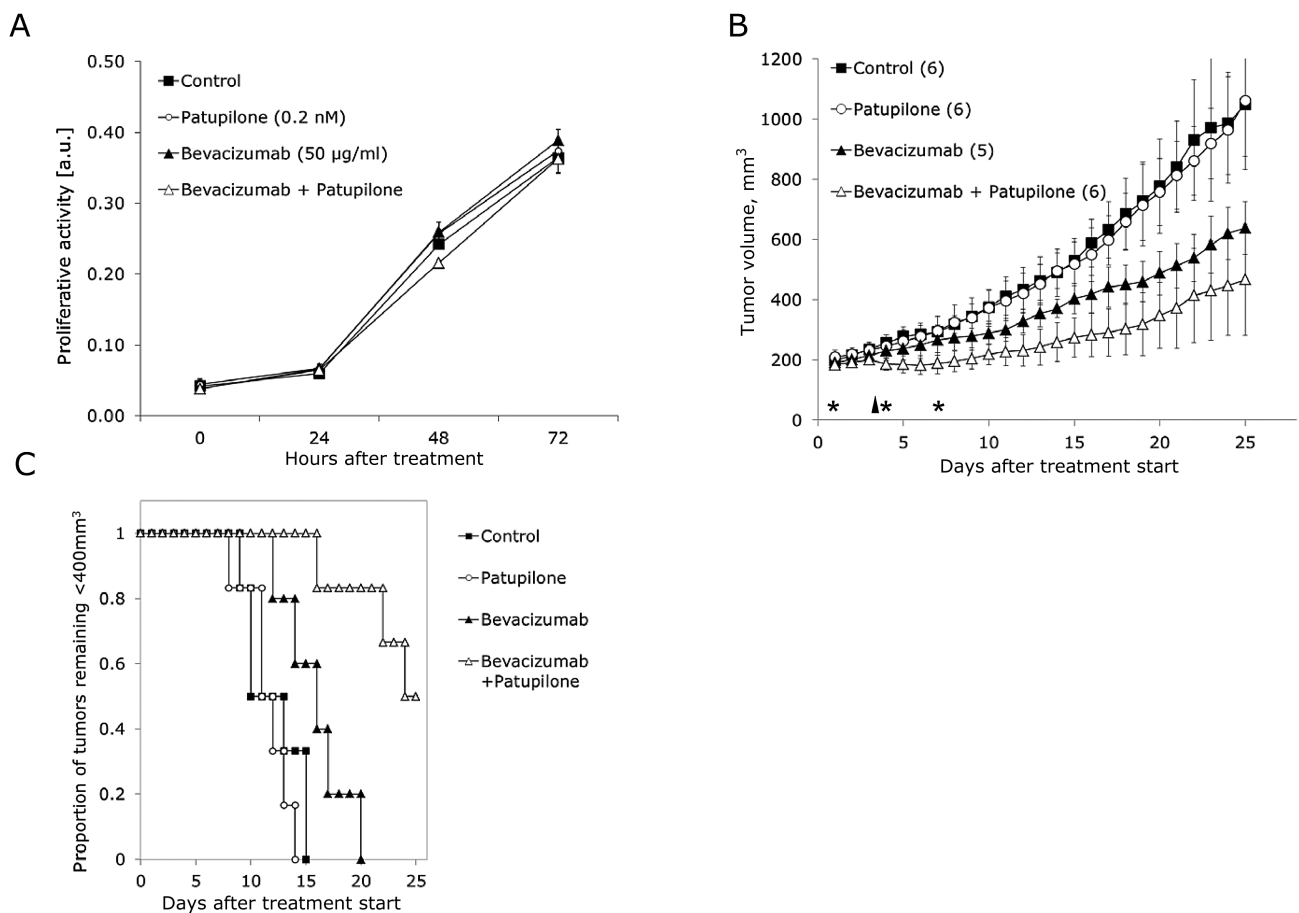 A
0.50
0.40
0.30
0.20
0.10
0.00
Proliferative activity [a.u.]
Control
Patupilone (0.2 nM)
Bevacizumab (50 µg/ml)
Bevacizumab + Patupilone
0 24 48 72
Hours after treatment
B
1200
1000
800
600
400
200
0
Tumor volume, mm³
Control (6)
Patupilone (6)
Bevacizumab (5)
Bevacizumab + Patupilone (6)
* * *
0 5 10 15 20 25
Days after treatment start
C
1
0.8
0.6
0.4
0.2
0
Proportion of tumors remaining <400mm³
0 5 10 15 20 25
Days after treatment start
Control
Patupilone
Bevacizumab
Bevacizumab
+Patupilone